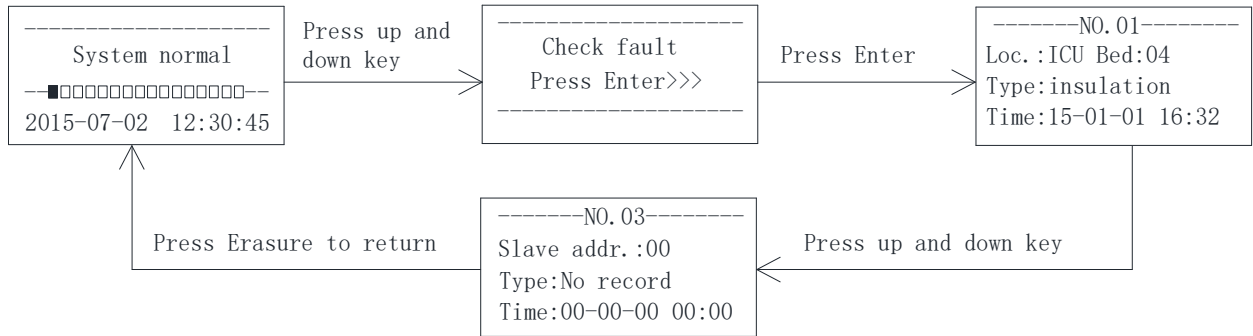 System normal
2015-07-02 12:30:45
Press up and
down key
Check fault
Press Enter>>>
Press Enter
-------NO.01--------
Loc.:ICU Bed:04
Type:insulation
Time:15-01-01 16:32
Press up and down key
-------NO.03--------
Slave addr.:00
Type:No record
Time:00-00-00 00:00
Press Erasure to return